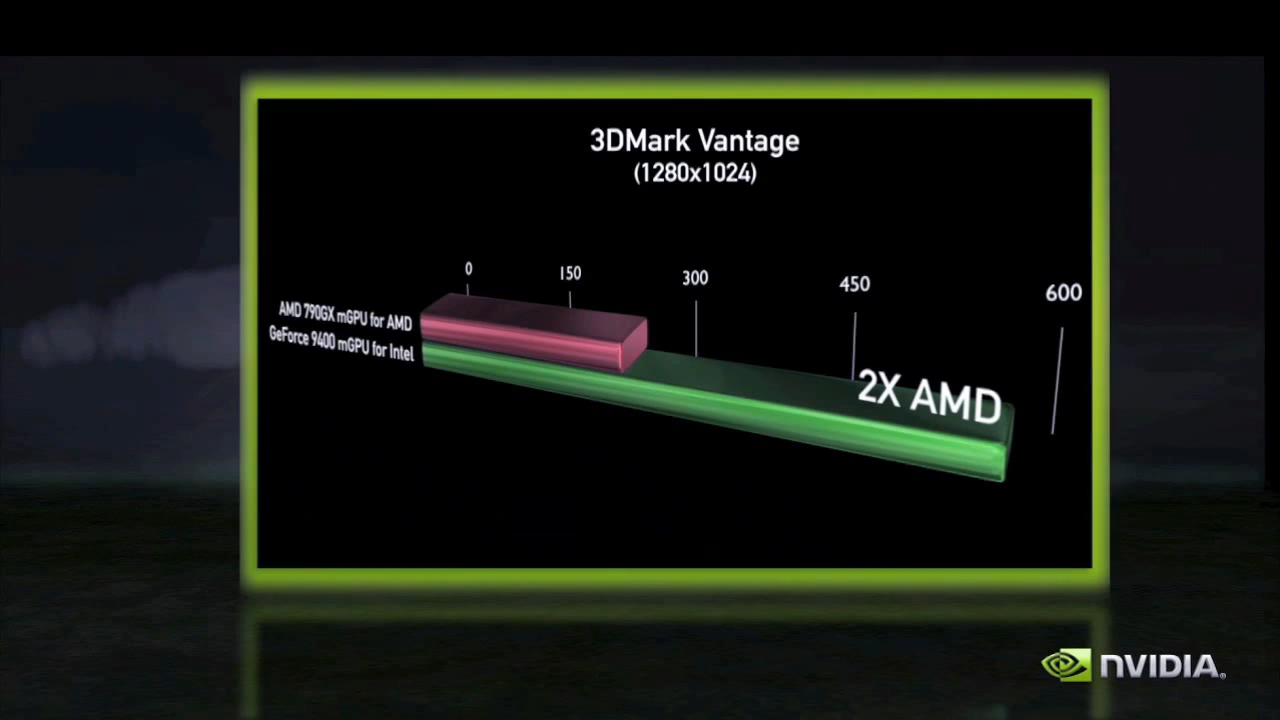 3DMark Vantage
(1280x1024)
0 150 300 450 600
AMD 790GX mGPU for AMD
GeForce 9400 mGPU for Intel
2X AMD
NVIDIA.